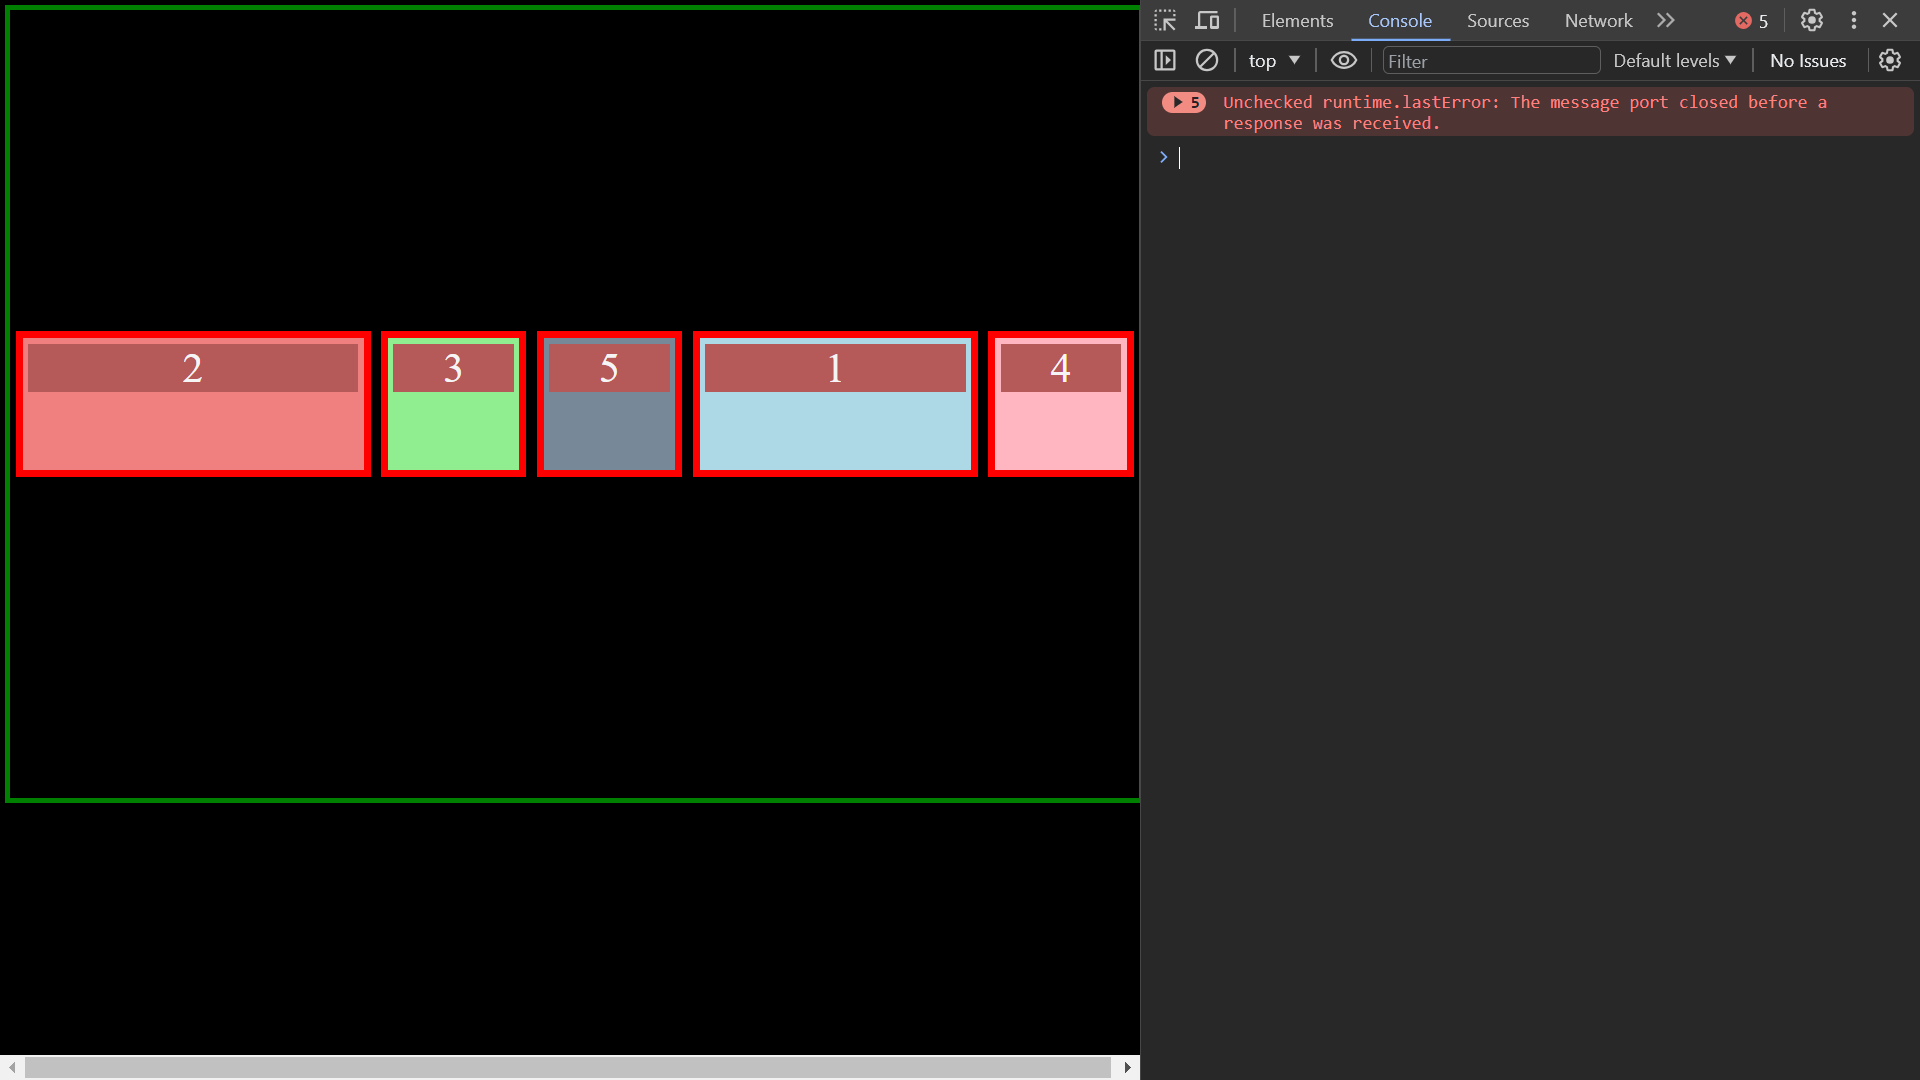 2 3 5 1 4
Elements Console Sources Network 5
top Filter Default levels No Issues
5 Unchecked runtime.lastError: The message port closed before a
response was received.